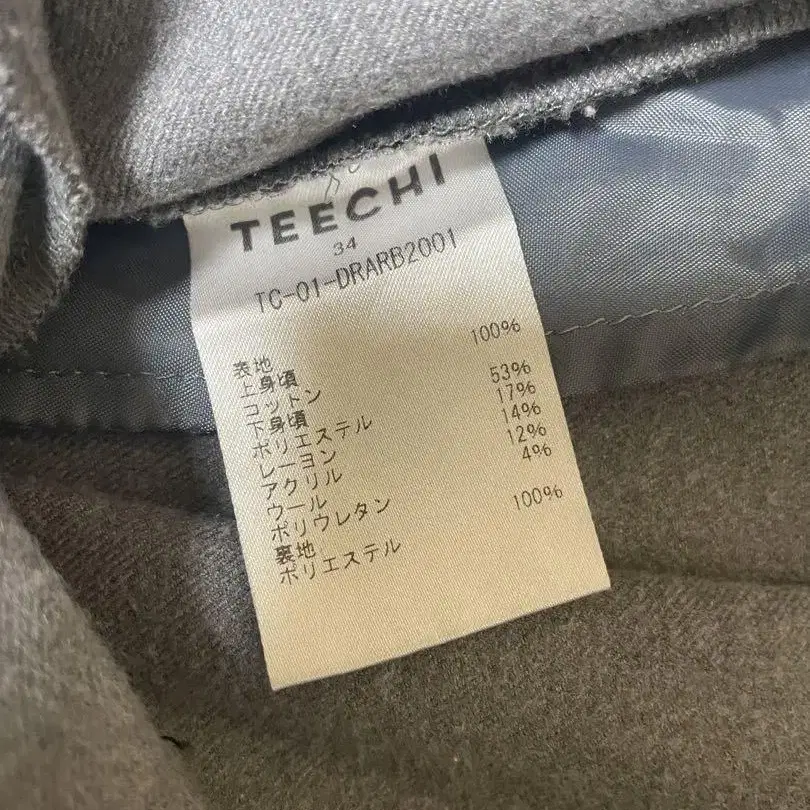 TEECHI
34
TC-01-DRARB2001
表地
上身頃
コットン 100%
下身頃
ポリエステル 53%
レーヨン 17%
アクリル 14%
ウール 12%
ポリウレタン 4%
裏地
ポリエステル 100%